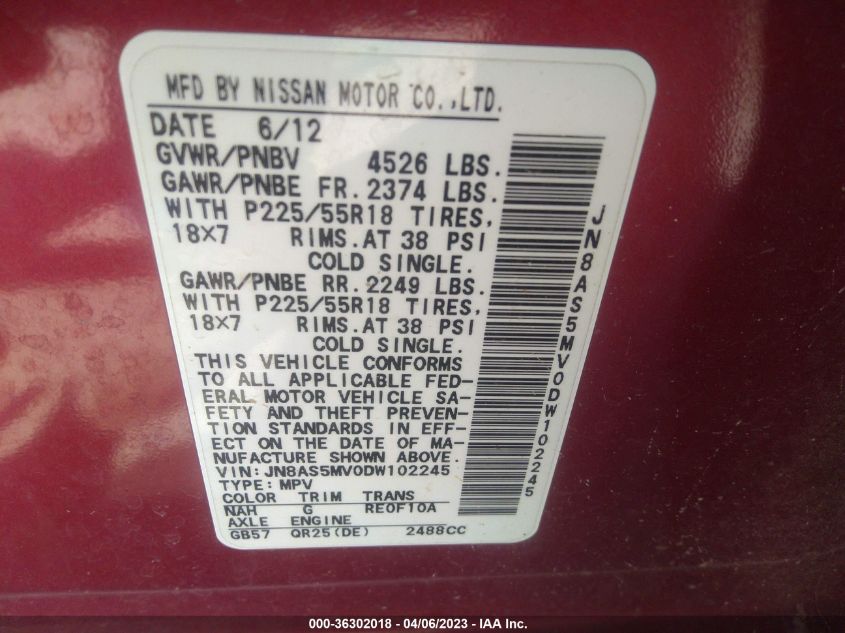 MFD BY NISSAN MOTOR CO.,LTD.
DATE 6/12
GVWR/PNBV 4526 LBS.
GAWR/PNBE FR.2374 LBS.
WITH P225/55R18 TIRES,
18X7 RIMS.AT 38 PSI
COLD SINGLE.
GAWR/PNBE RR.2249 LBS.
WITH P225/55R18 TIRES,
18X7 RIMS.AT 38 PSI
COLD SINGLE.
THIS VEHICLE CONFORMS
TO ALL APPLICABLE FED-
ERAL MOTOR VEHICLE SA-
FETY AND THEFT PREVEN-
TION STANDARDS IN EFF-
ECT ON THE DATE OF MA-
NUFACTURE SHOWN ABOVE.
VIN: JN8AS5MV0DW102245
TYPE: MPV
COLOR TRIM TRANS
NAH G RE0F10A
AXLE ENGINE
GB57 QR25(DE) 2488CC
JN8AS5MV0DW102245
000-36302018 - 04/06/2023 - IAA Inc.